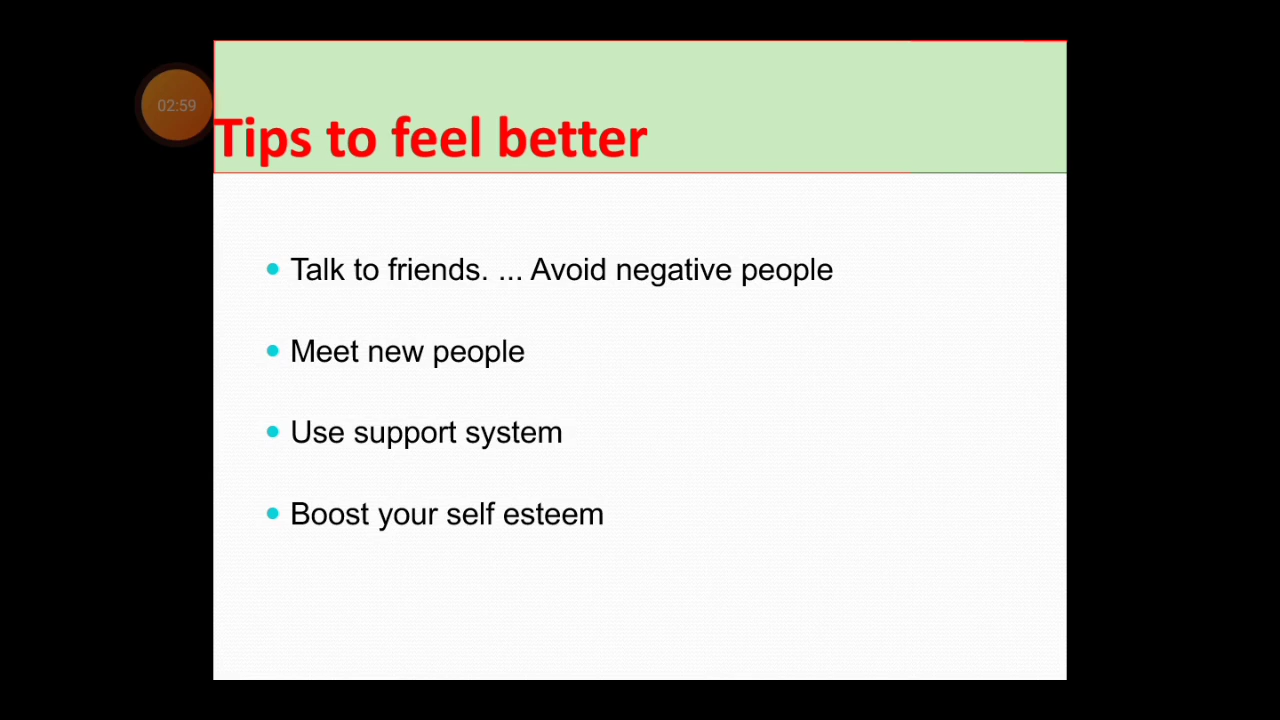 02:59
Tips to feel better
Talk to friends. ... Avoid negative people
Meet new people
Use support system
Boost your self esteem